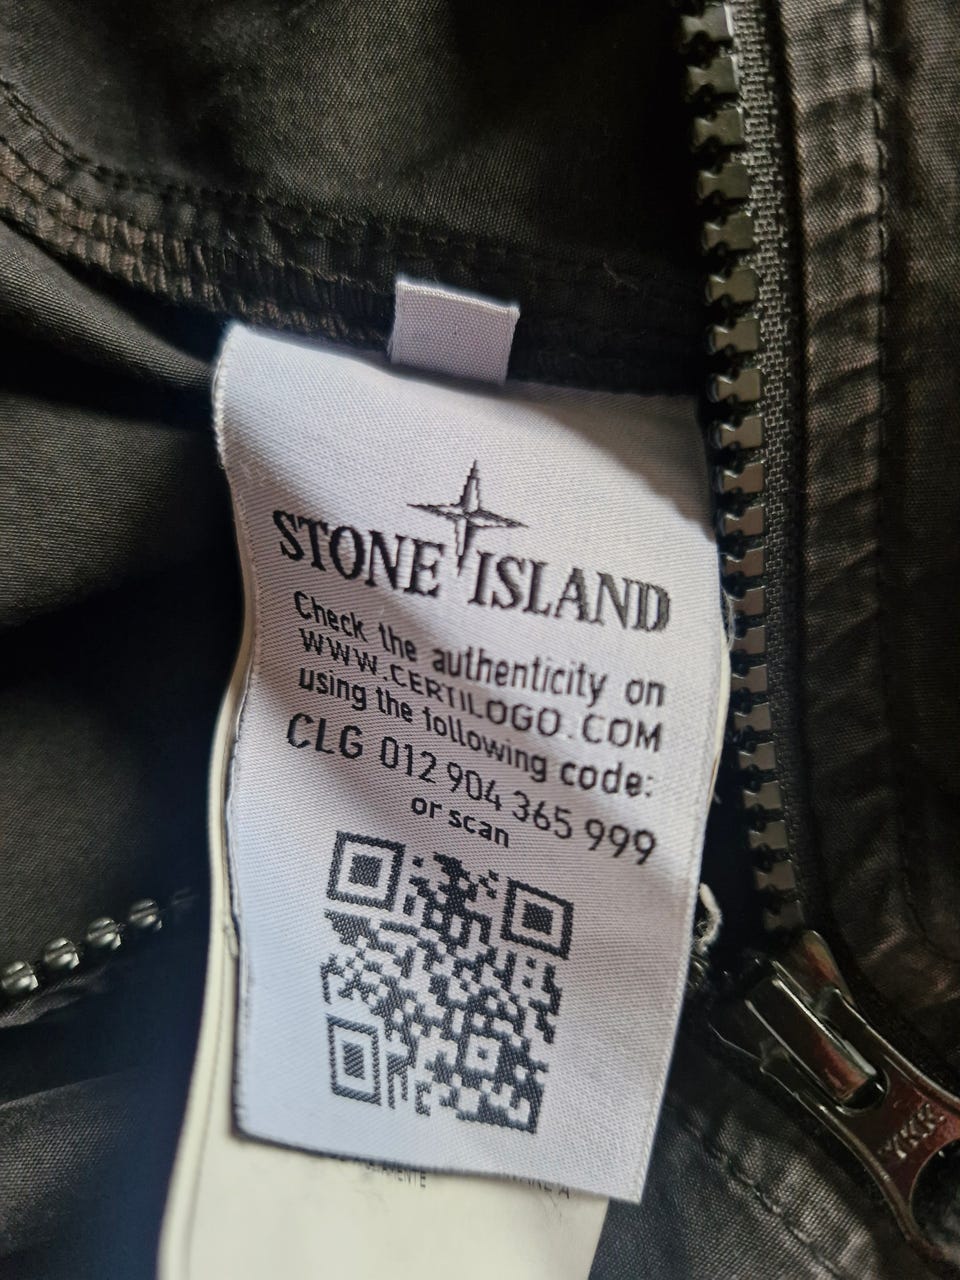 STONE ISLAND
Check the authenticity on
WWW.CERTILOGO.COM
using the following code:
CLG 012 904 365 999
or scan
YKK